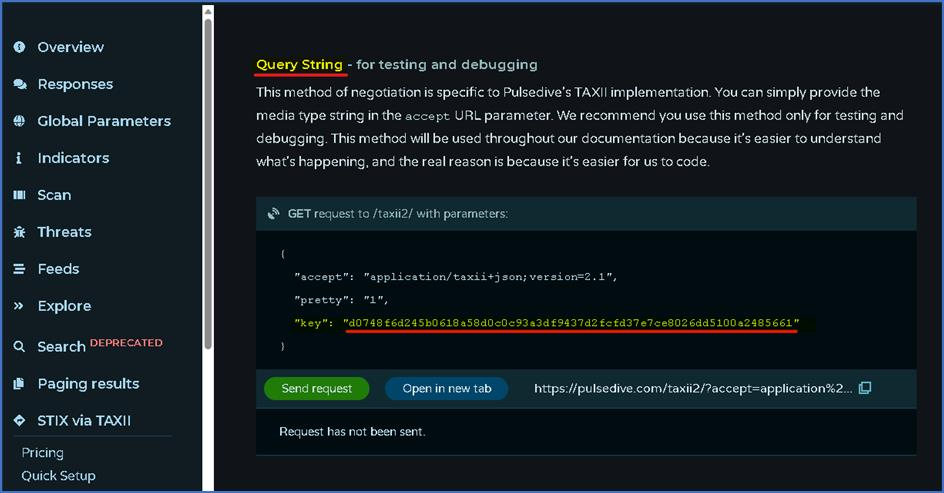 Overview
Responses
Global Parameters
Indicators
Scan
Threats
Feeds
Explore
Search DEPRECATED
Paging results
STIX via TAXII
Pricing
Quick Setup
Query String - for testing and debugging
This method of negotiation is specific to Pulsedive's TAXII implementation. You can simply provide the
media type string in the accept URL parameter. We recommend you use this method only for testing and
debugging. This method will be used throughout our documentation because it's easier to understand
what's happening, and the real reason is because it's easier for us to code.
GET request to /taxii2/ with parameters:
{
"accept": "application/taxii+json;version=2.1",
"pretty": "1",
"key": "d0748f6d245b0618a58d0c0c93a3df9437d2fcfd37e7ce8026dd5100a2485661"
}
Send request Open in new tab https://pulsedive.com/taxii2/?accept=application%2...
Request has not been sent.